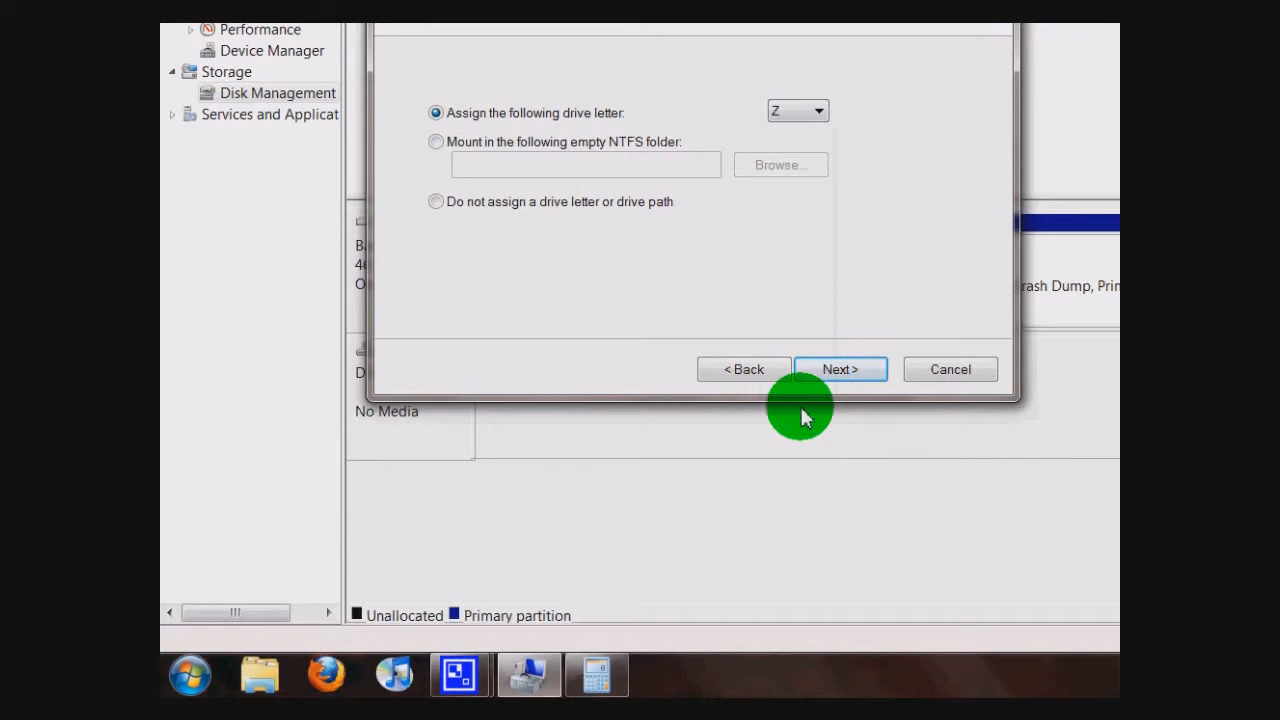 Performance
Device Manager
Storage
Disk Management
Services and Applicat
Assign the following drive letter:
Z
Mount in the following empty NTFS folder:
Browse...
Do not assign a drive letter or drive path
rash Dump, Prin
< Back
Next >
Cancel
No Media
Unallocated
Primary partition